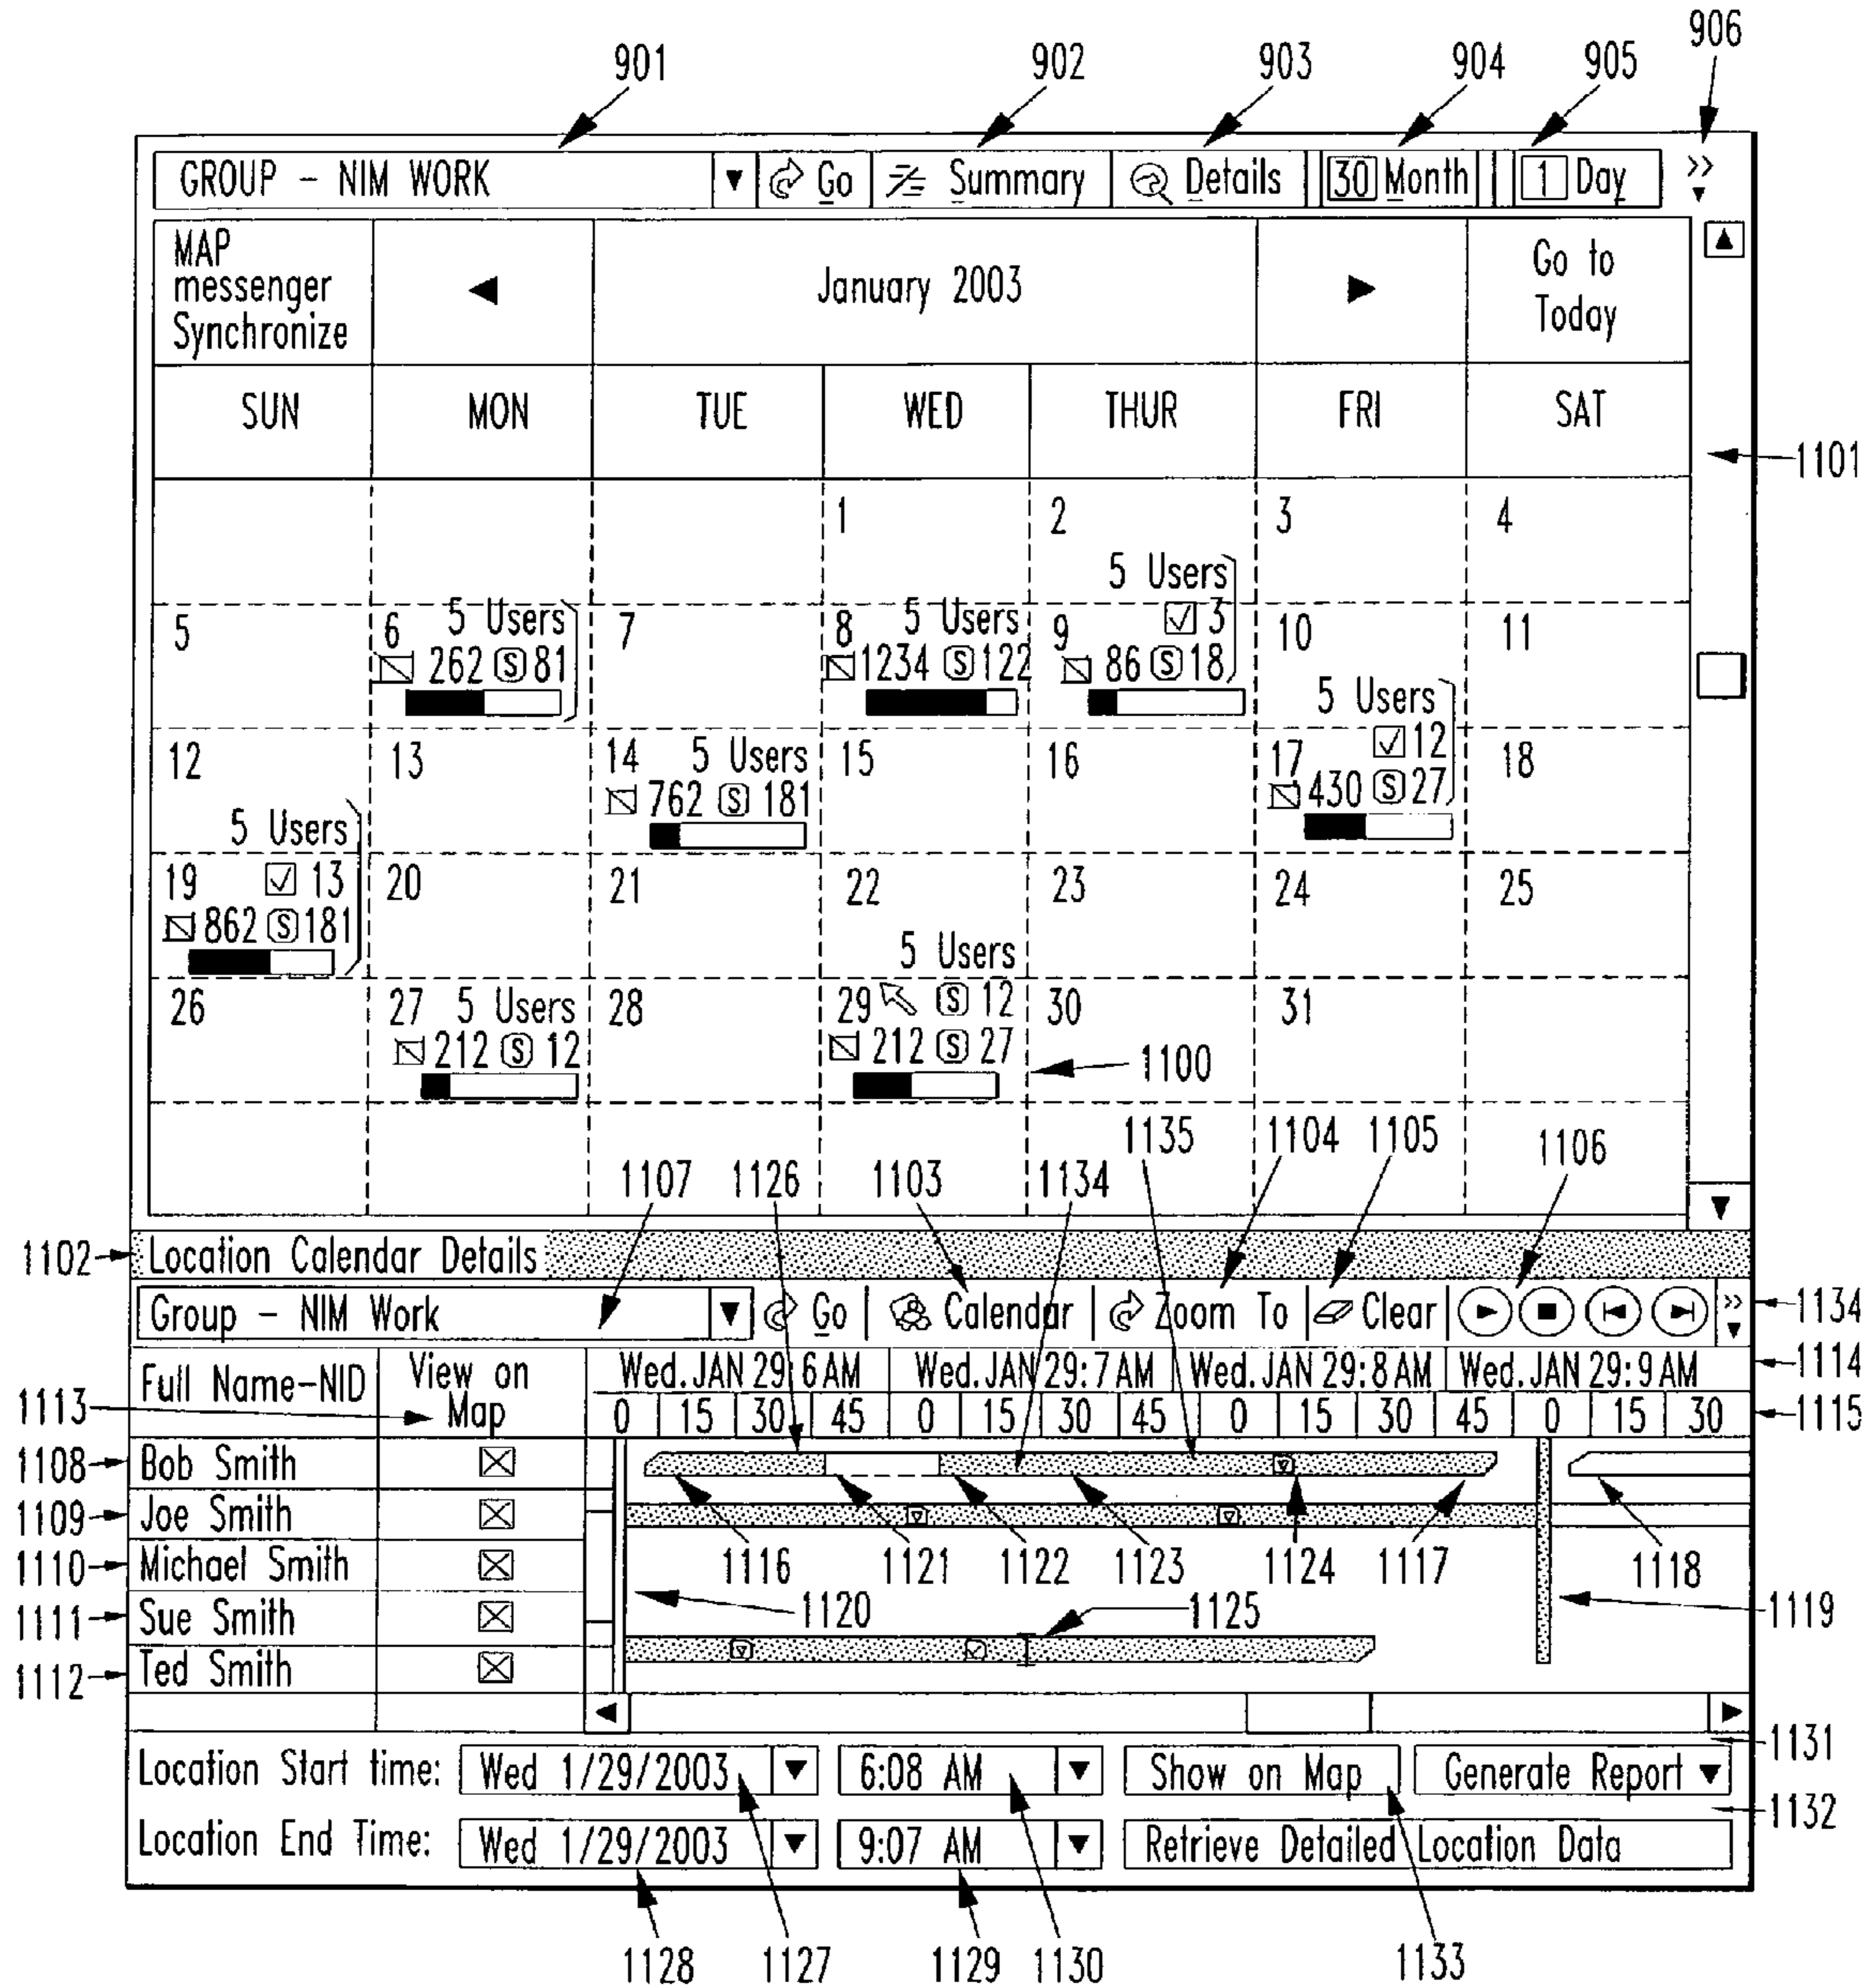 901 902 903 904 905 906
GROUP - NIM WORK Go Summary Details 30 Month 1 Day >>
MAP messenger Synchronize
January 2003
Go to Today
SUN MON TUE WED THUR FRI SAT
1101
1 2 3 4
5 Users
5 6 5 Users 7 8 5 Users 9 3 10 11
262 S 81 1234 S 122 86 S 18
5 Users
12 13 14 5 Users 15 16 17 12 18
762 S 181 430 S 27
5 Users
19 13 20 21 22 23 24 25
862 S 181
5 Users
26 27 5 Users 28 29 S 12 30 31
212 S 12 212 S 27
1100
1135 1104 1105 1106
1107 1126 1103 1134
1102 Location Calendar Details
Group - NIM Work Go Calendar Zoom To Clear >> 1134
Full Name-NID View on Map
Wed. JAN 29:6 AM Wed. JAN 29:7 AM Wed. JAN 29:8 AM Wed. JAN 29:9 AM 1114
1113 0 15 30 45 0 15 30 45 0 15 30 45 0 15 30 1115
1108 Bob Smith
1109 Joe Smith
1110 Michael Smith 1116 1121 1122 1123 1124 1117 1118
1111 Sue Smith 1120 1125 1119
1112 Ted Smith
Location Start time: Wed 1/29/2003 6:08 AM Show on Map Generate Report 1131
1132
Location End Time: Wed 1/29/2003 9:07 AM Retrieve Detailed Location Data
1128 1127 1129 1130 1133